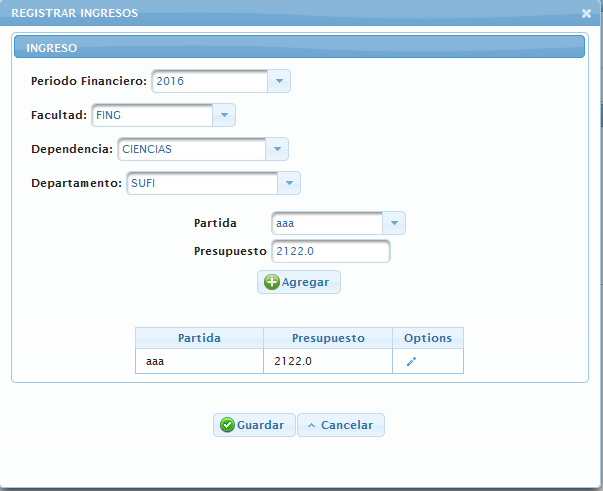 REGISTRAR INGRESOS
INGRESO
Periodo Financiero: 2016
Facultad: FING
Dependencia: CIENCIAS
Departamento: SUFI
Partida aaa
Presupuesto 2122.0
Agregar
Partida Presupuesto Options
aaa 2122.0
Guardar Cancelar